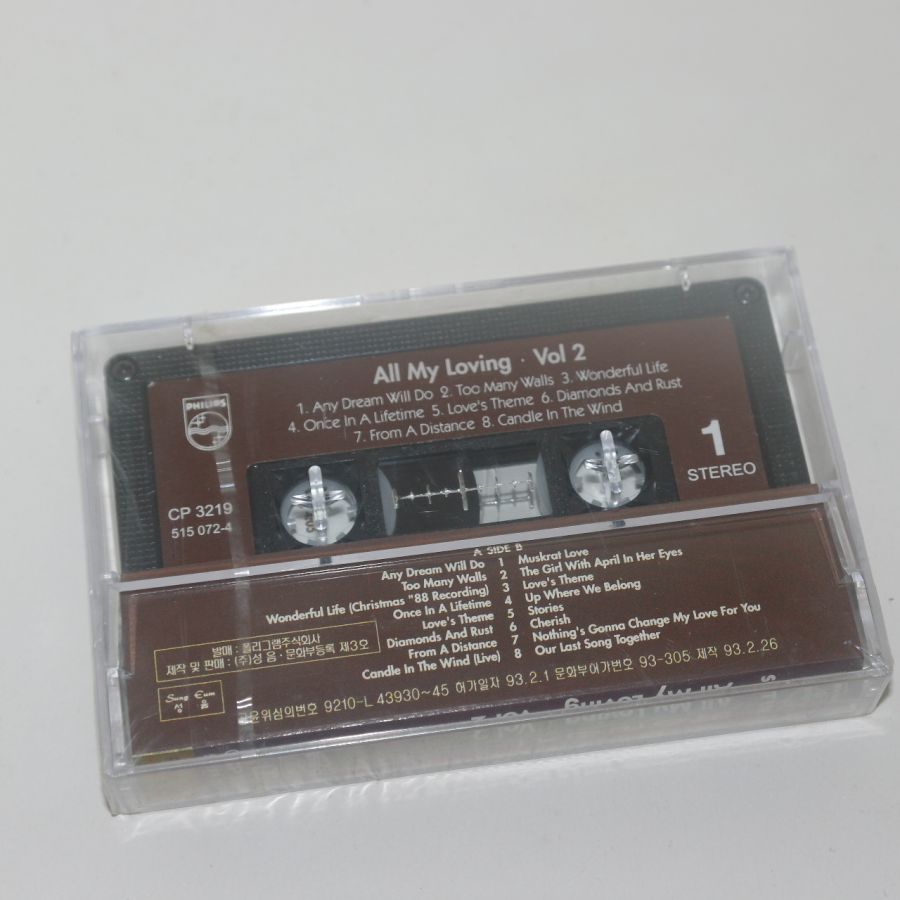 All My Loving · Vol 2
1. Any Dream Will Do 2. Too Many Walls 3. Wonderful Life
4. Once In A Lifetime 5. Love's Theme 6. Diamonds And Rust
7. From A Distance 8. Candle In The Wind
PHILIPS
1
STEREO
CP 3219
515 072-4
A SIDE B
Any Dream Will Do 1 Muskrat Love
Too Many Walls 2 The Girl With April In Her Eyes
Wonderful Life (Christmas "88 Recording) 3 Love's Theme
Once In A Lifetime 4 Up Where We Belong
Love's Theme 5 Stories
Diamonds And Rust 6 Cherish
From A Distance 7 Nothing's Gonna Change My Love For You
Candle In The Wind (Live) 8 Our Last Song Together
발매 : 폴리그램주식회사
제작 및 판매 : (주)성 음 · 문화부등록 제3호
Sung Eum
성 음
공윤위심의번호 9210-L 43930~45 허가일자 93.2.1 문화부허가번호 93-305 제작 93.2.26
All My Loving Vol 2